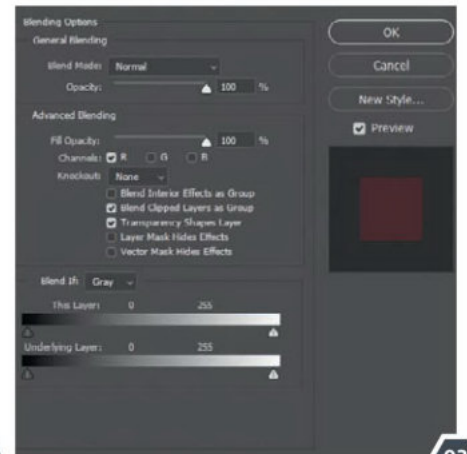 Blending Options
General Blending
Blend Mode: Normal
Opacity: 100 %
Advanced Blending
Fill Opacity: 100 %
Channels: R G B
Knockout: None
Blend Interior Effects as Group
Blend Clipped Layers as Group
Transparency Shapes Layer
Layer Mask Hides Effects
Vector Mask Hides Effects
Blend If: Gray
This Layer: 0 255
Underlying Layer: 0 255
OK
Cancel
New Style...
Preview